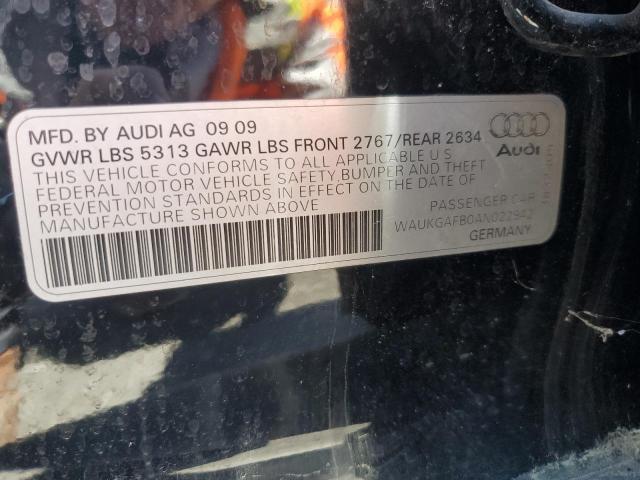 MFD. BY AUDI AG 09 09
GVWR LBS 5313 GAWR LBS FRONT 2767/REAR 2634
THIS VEHICLE CONFORMS TO ALL APPLICABLE U S
FEDERAL MOTOR VEHICLE SAFETY,BUMPER AND THEFT
PREVENTION STANDARDS IN EFFECT ON THE DATE OF
MANUFACTURE SHOWN ABOVE
Audi
PASSENGER CAR
WAUKGAFB0AN022942
GERMANY